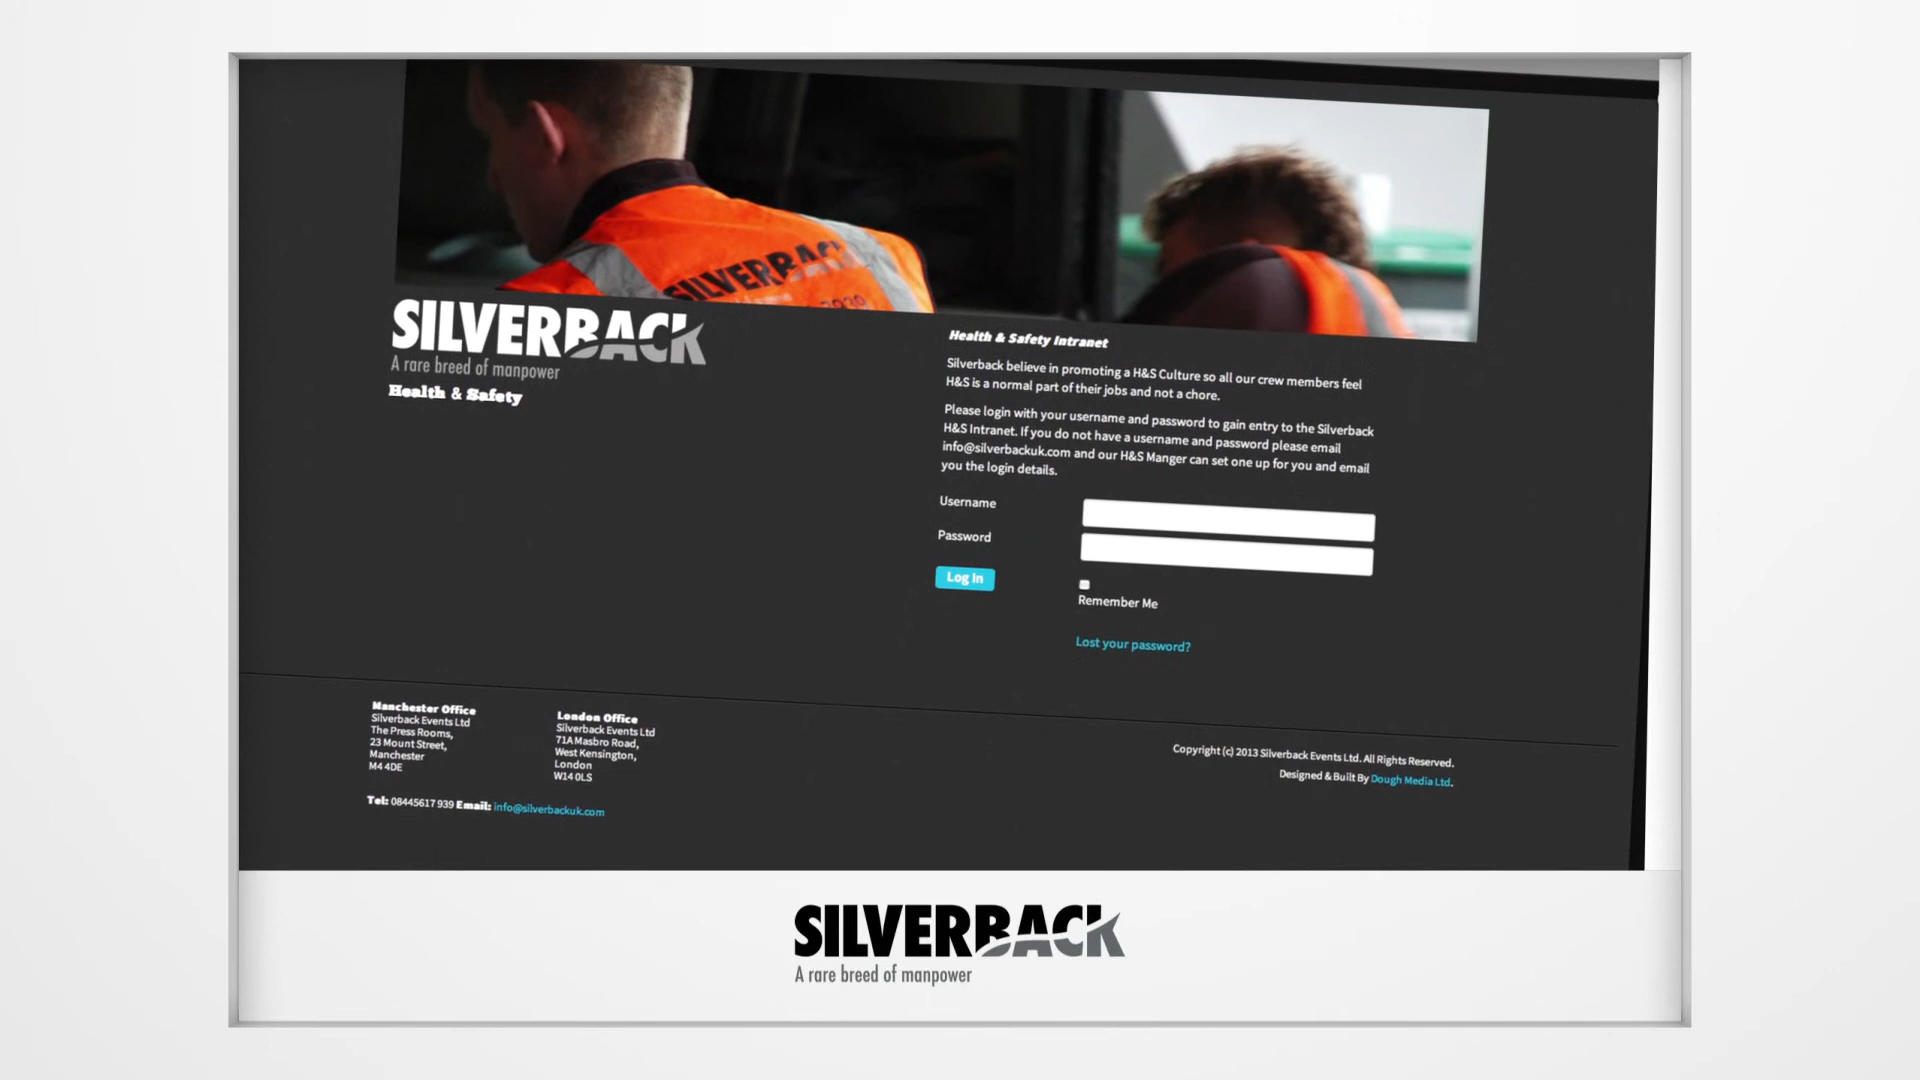 SILVERBACK
SILVERBACK
A rare breed of manpower
Health & Safety
Health & Safety Intranet
Silverback believe in promoting a H&S Culture so all our crew members feel
H&S is a normal part of their jobs and not a chore.
Please login with your username and password to gain entry to the Silverback
H&S Intranet. If you do not have a username and password please email
info@silverbackuk.com and our H&S Manger can set one up for you and email
you the login details.
Username
Password
Log In
Remember Me
Lost your password?
Manchester Office
Silverback Events Ltd
The Press Rooms,
23 Mount Street,
Manchester
M4 4DE
London Office
Silverback Events Ltd
71A Masbro Road,
West Kensington,
London
W14 0LS
Tel: 08445617 939 Email: info@silverbackuk.com
Copyright (c) 2013 Silverback Events Ltd. All Rights Reserved.
Designed & Built By Dough Media Ltd.
SILVERBACK
A rare breed of manpower